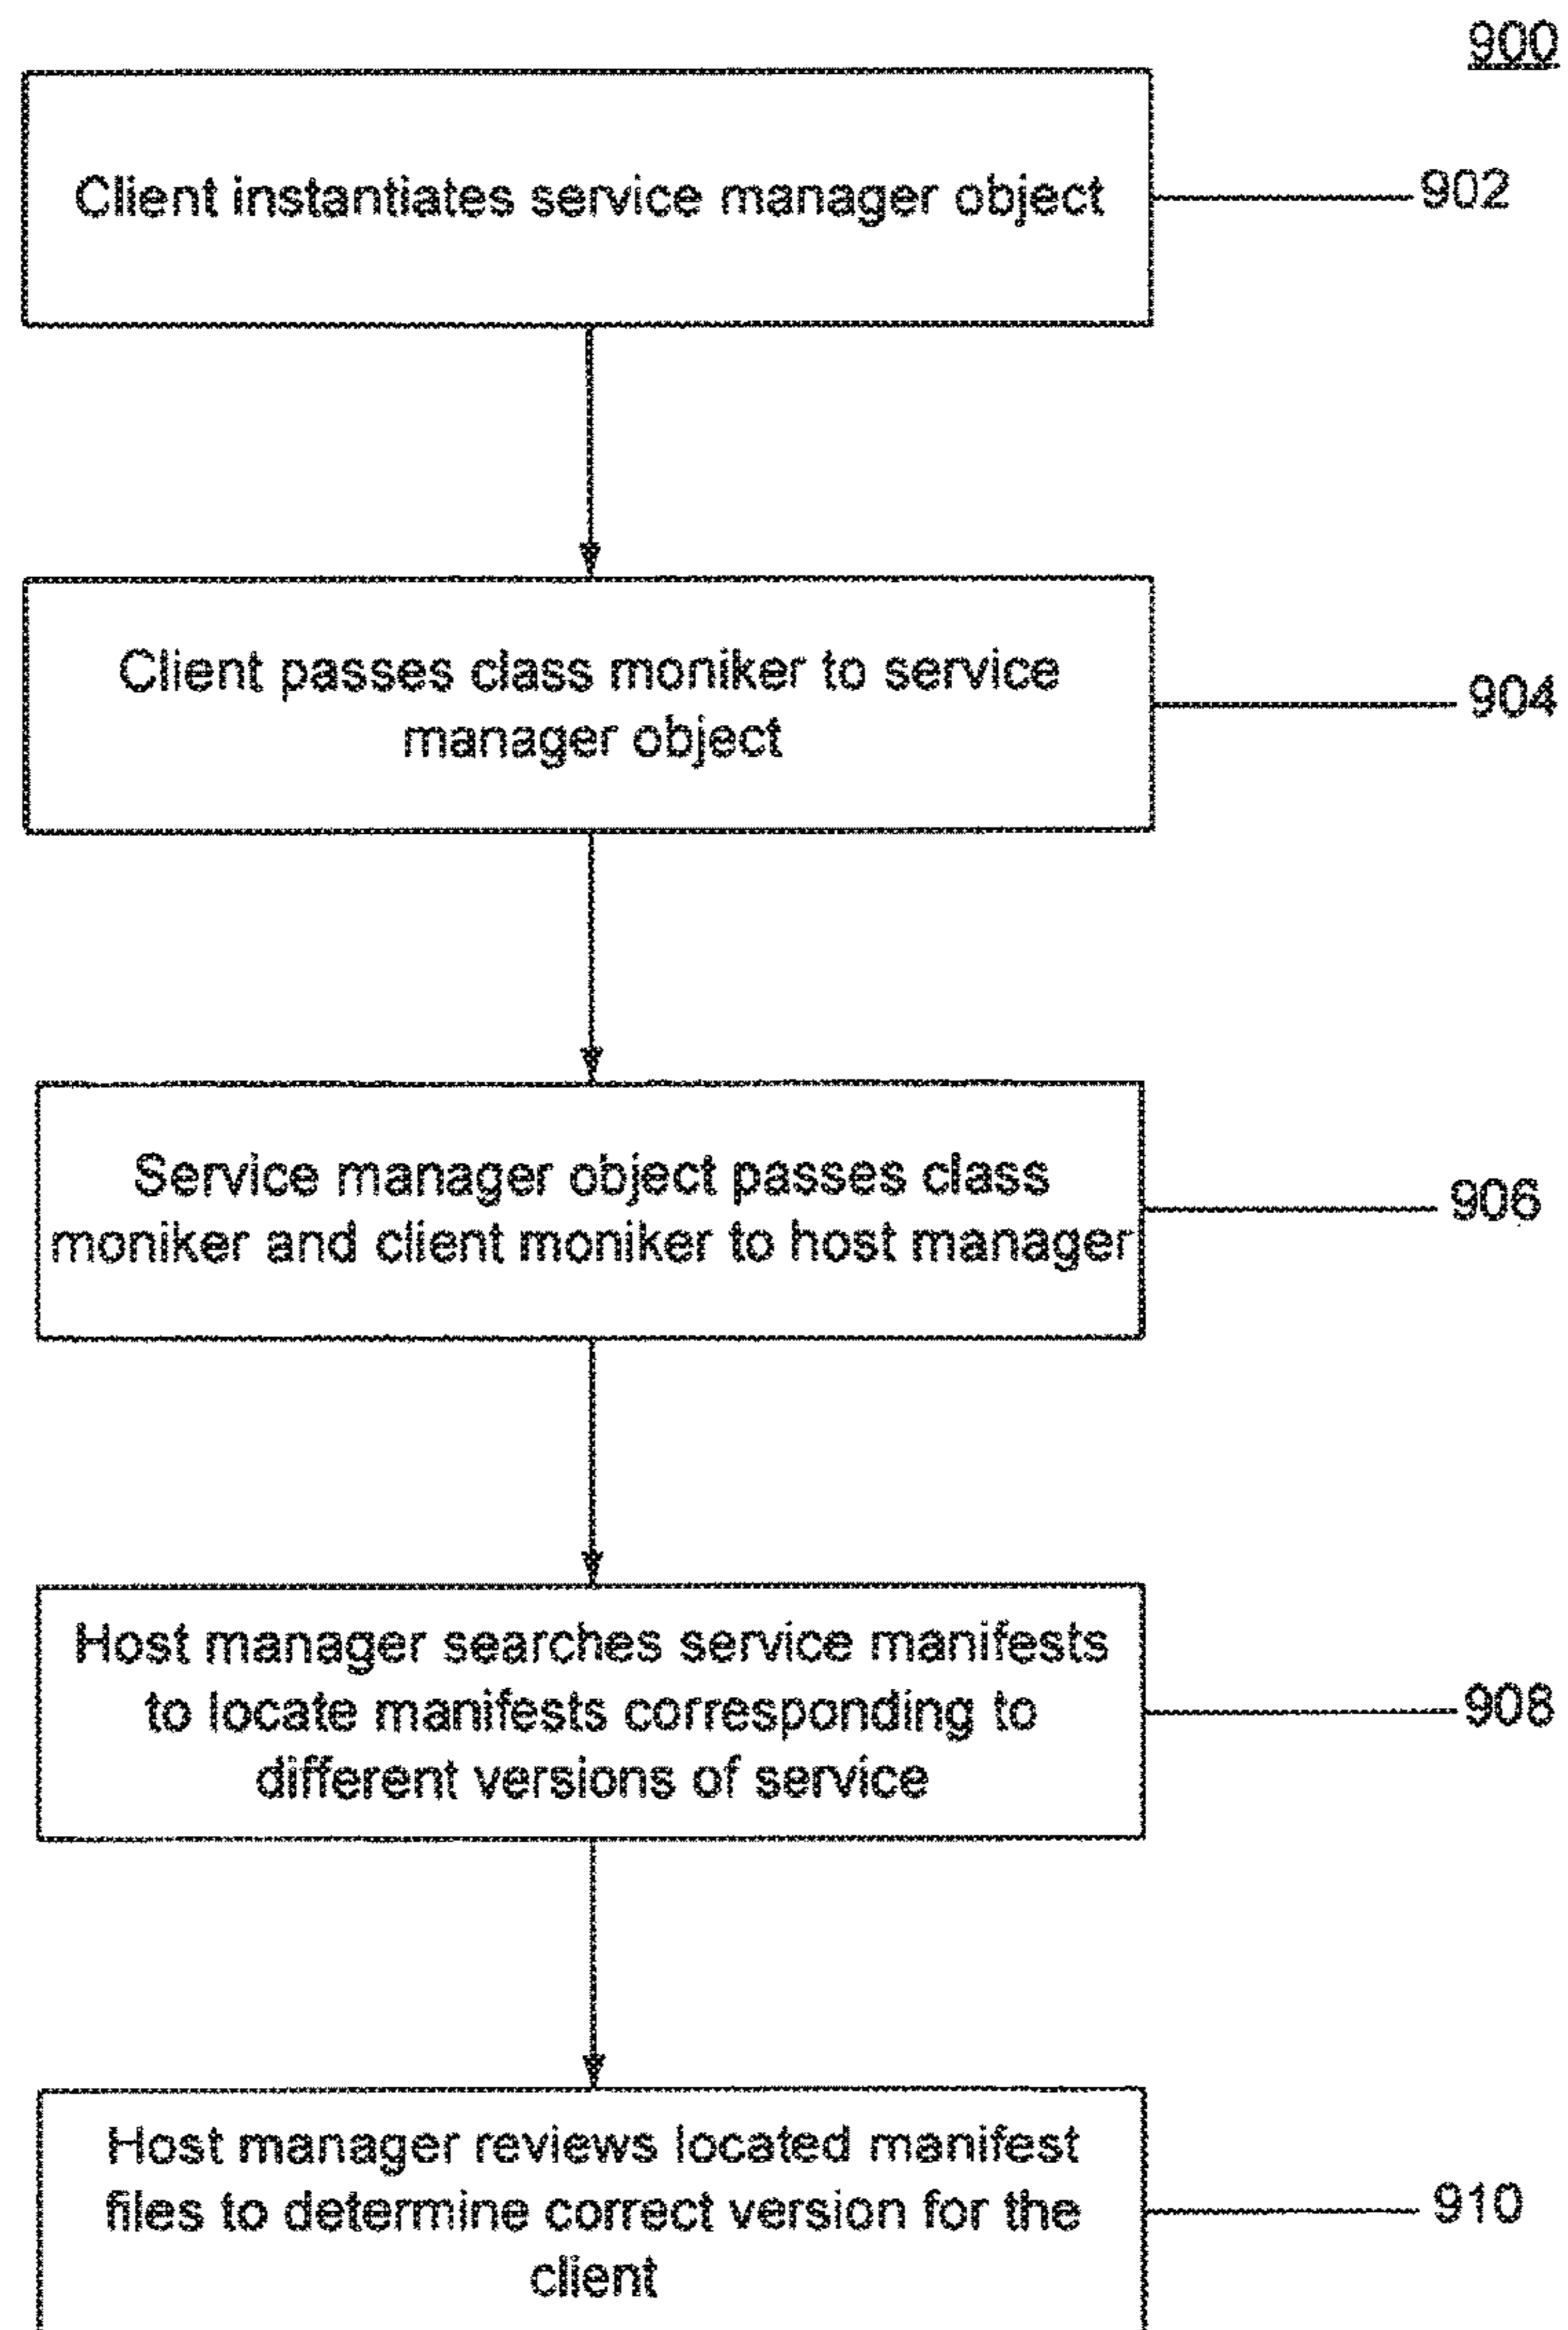 900
Client instantiates service manager object
902
Client passes class moniker to service
manager object
904
Service manager object passes class
moniker and client moniker to host manager
906
Host manager searches service manifests
to locate manifests corresponding to
different versions of service
908
Host manager reviews located manifest
files to determine correct version for the
client
910